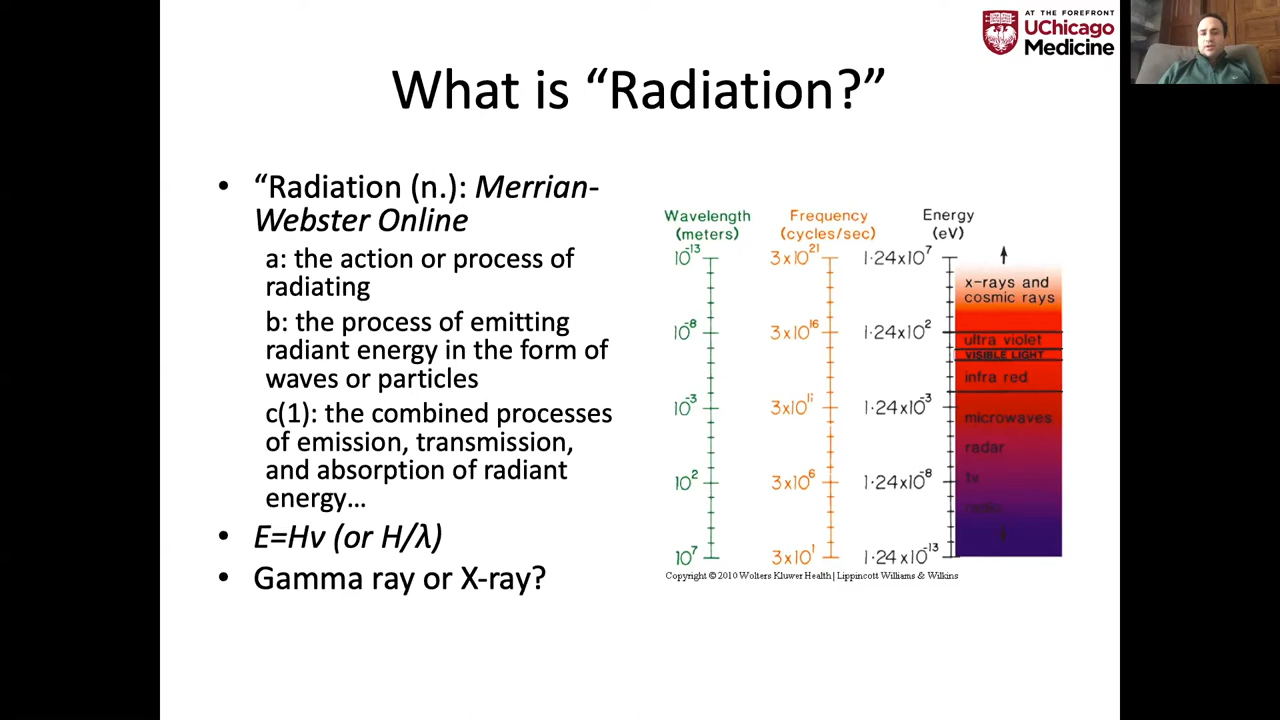 AT THE FOREFRONT
UChicago
Medicine
What is “Radiation?”
• “Radiation (n.): Merrian-
Webster Online
a: the action or process of
radiating
b: the process of emitting
radiant energy in the form of
waves or particles
c(1): the combined processes
of emission, transmission,
and absorption of radiant
energy…
• E=Hν (or H/λ)
• Gamma ray or X-ray?
Wavelength
(meters)
10⁻¹³
10⁻⁸
10⁻³
10²
10⁷
Frequency
(cycles/sec)
3x10²¹
3x10¹⁶
3x10¹¹
3x10⁶
3x10¹
Energy
(eV)
1·24x10⁷
1·24x10²
1·24x10⁻³
1·24x10⁻⁸
1·24x10⁻¹³
x-rays and
cosmic rays
ultra violet
VISIBLE LIGHT
infra red
microwaves
radar
tv
radio
Copyright © 2010 Wolters Kluwer Health | Lippincott Williams & Wilkins